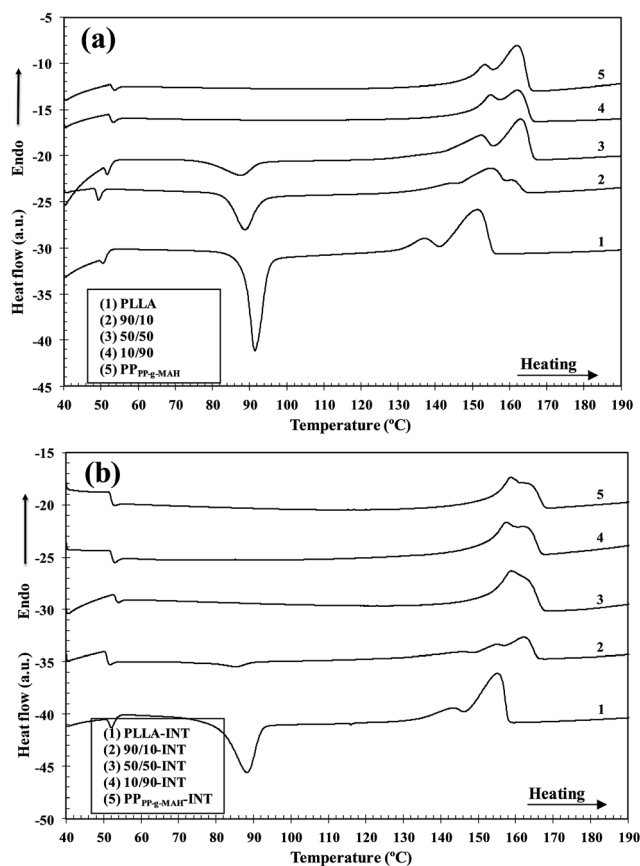 (a)
-5
-10
-15
-20
-25
-30
-35
-40
-45
Heat flow (a.u.) Endo
5
4
3
2
1
(1) PLLA
(2) 90/10
(3) 50/50
(4) 10/90
(5) PPPP-g-MAH
Heating
40 50 60 70 80 90 100 110 120 130 140 150 160 170 180 190
Temperature (ºC)
(b)
-15
-20
-25
-30
-35
-40
-45
-50
Heat flow (a.u.) Endo
5
4
3
2
1
(1) PLLA-INT
(2) 90/10-INT
(3) 50/50-INT
(4) 10/90-INT
(5) PPPP-g-MAH-INT
Heating
40 50 60 70 80 90 100 110 120 130 140 150 160 170 180 190
Temperature (ºC)